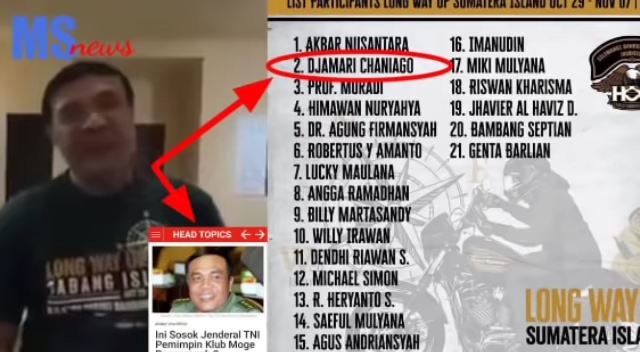 MSnews
LIST PARTICIPANTS LONG WAY OF SUMATERA ISLAND OCT 29 - NOV 07
1. AKBAR NUSANTARA
2. DJAMARI CHANIAGO
3. PROF. MURADI
4. HIMAWAN NURYAHYA
5. DR. AGUNG FIRMANSYAH
6. ROBERTUS Y AMANTO
7. LUCKY MAULANA
8. ANGGA RAMADHAN
9. BILLY MARTASANDY
10. WILLY IRAWAN
11. DENDHI RIAWAN S.
12. MICHAEL SIMON
13. R. HERYANTO S.
14. SAEFUL MULYANA
15. AGUS ANDRIANSYAH
16. IMANUDIN
17. MIKI MULYANA
18. RISWAN KHARISMA
19. JHAVIER AL HAVIZ D.
20. BAMBANG SEPTIAN
21. GENTA BARLIAN
LONG WAY
SUMATERA ISLA
LONG WAY
SABANG ISL
HEAD TOPICS
Ini Sosok Jenderal TNI
Pemimpin Klub Moge